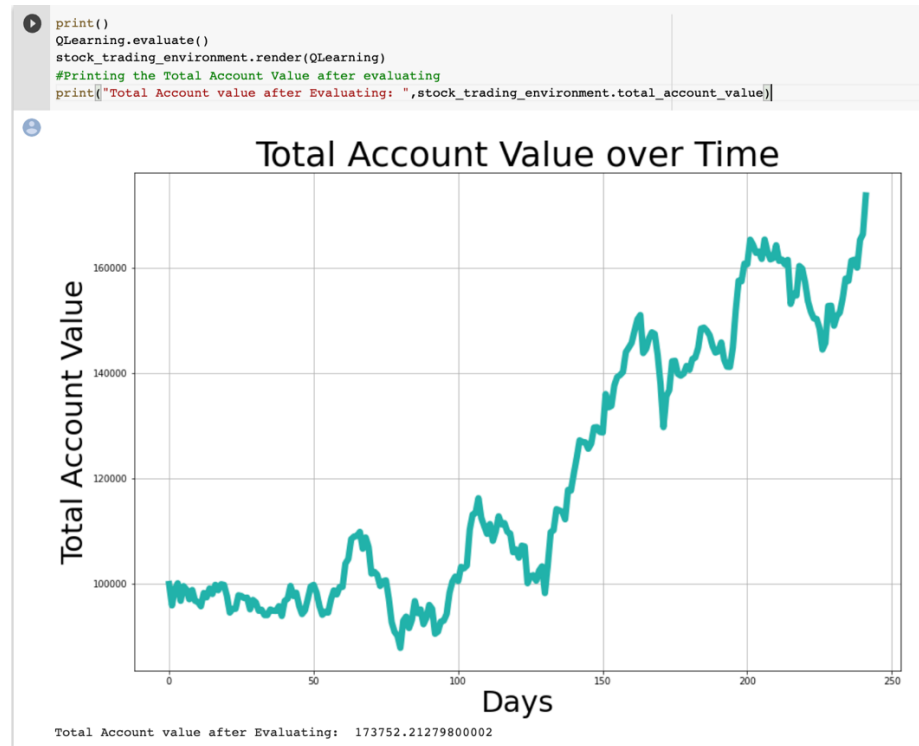 print()
QLearning.evaluate()
stock_trading_environment.render(QLearning)
#Printing the Total Account Value after evaluating
print("Total Account value after Evaluating: ",stock_trading_environment.total_account_value)
Total Account Value over Time
Total Account Value
160000
140000
120000
100000
0 50 100 150 200 250
Days
Total Account value after Evaluating: 173752.21279800002